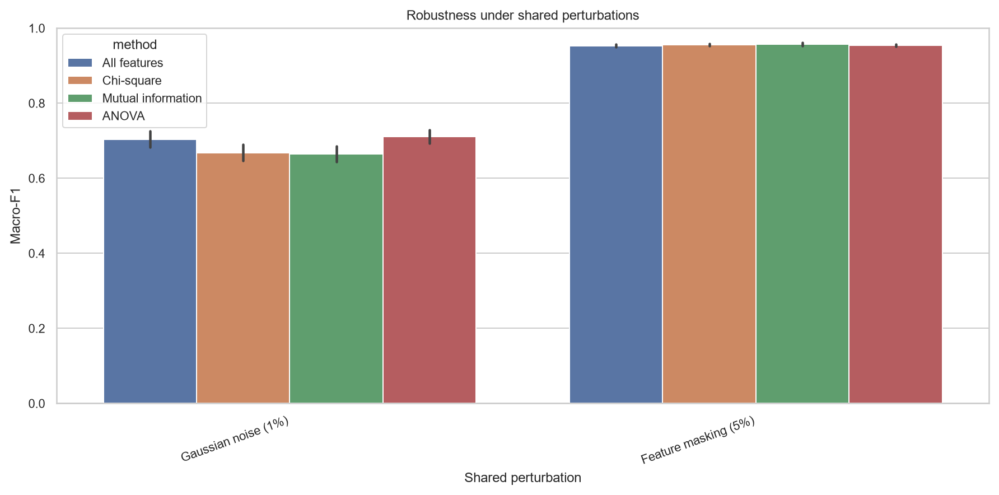 Robustness under shared perturbations
1.0
0.8
0.6
0.4
0.2
0.0
Macro-F1
method
All features
Chi-square
Mutual information
ANOVA
Gaussian noise (1%)
Feature masking (5%)
Shared perturbation